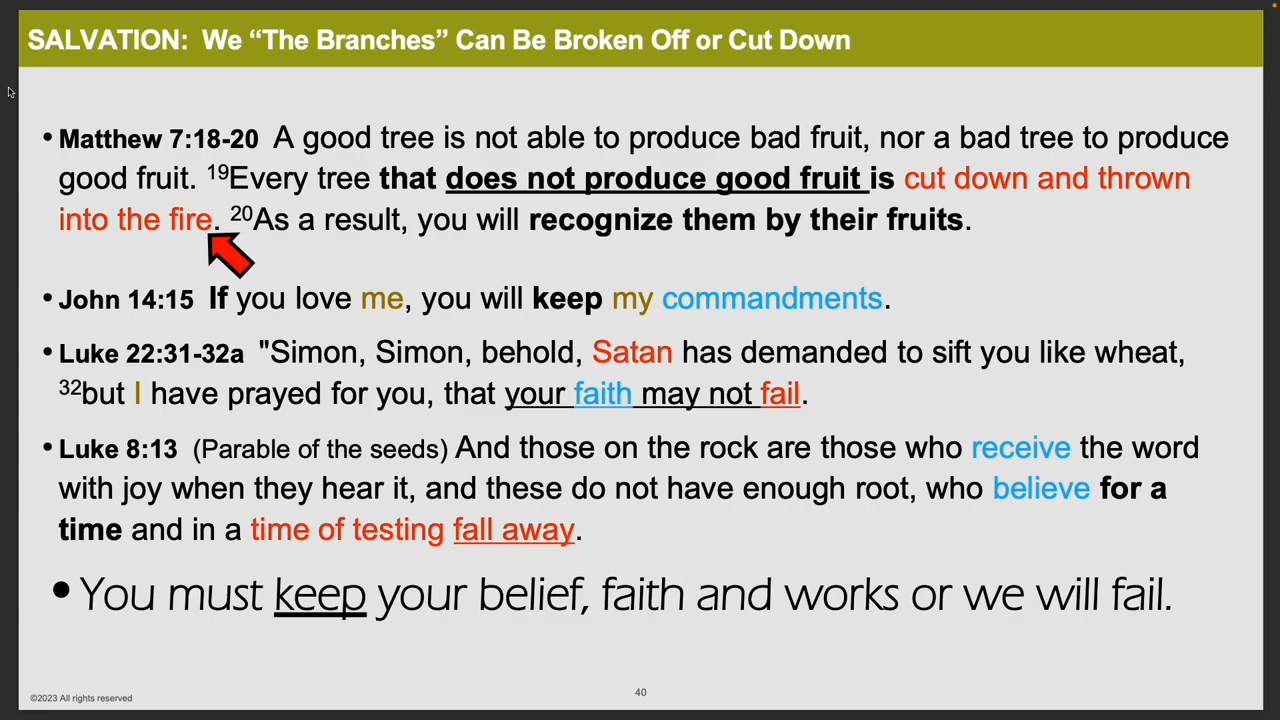 SALVATION:  We “The Branches” Can Be Broken Off or Cut Down
• Matthew 7:18-20  A good tree is not able to produce bad fruit, nor a bad tree to produce
good fruit. 19Every tree that does not produce good fruit is cut down and thrown
into the fire. 20As a result, you will recognize them by their fruits.
• John 14:15  If you love me, you will keep my commandments.
• Luke 22:31-32a  "Simon, Simon, behold, Satan has demanded to sift you like wheat,
32but I have prayed for you, that your faith may not fail.
• Luke 8:13  (Parable of the seeds) And those on the rock are those who receive the word
with joy when they hear it, and these do not have enough root, who believe for a
time and in a time of testing fall away.
• You must keep your belief, faith and works or we will fail.
©2023 All rights reserved
40